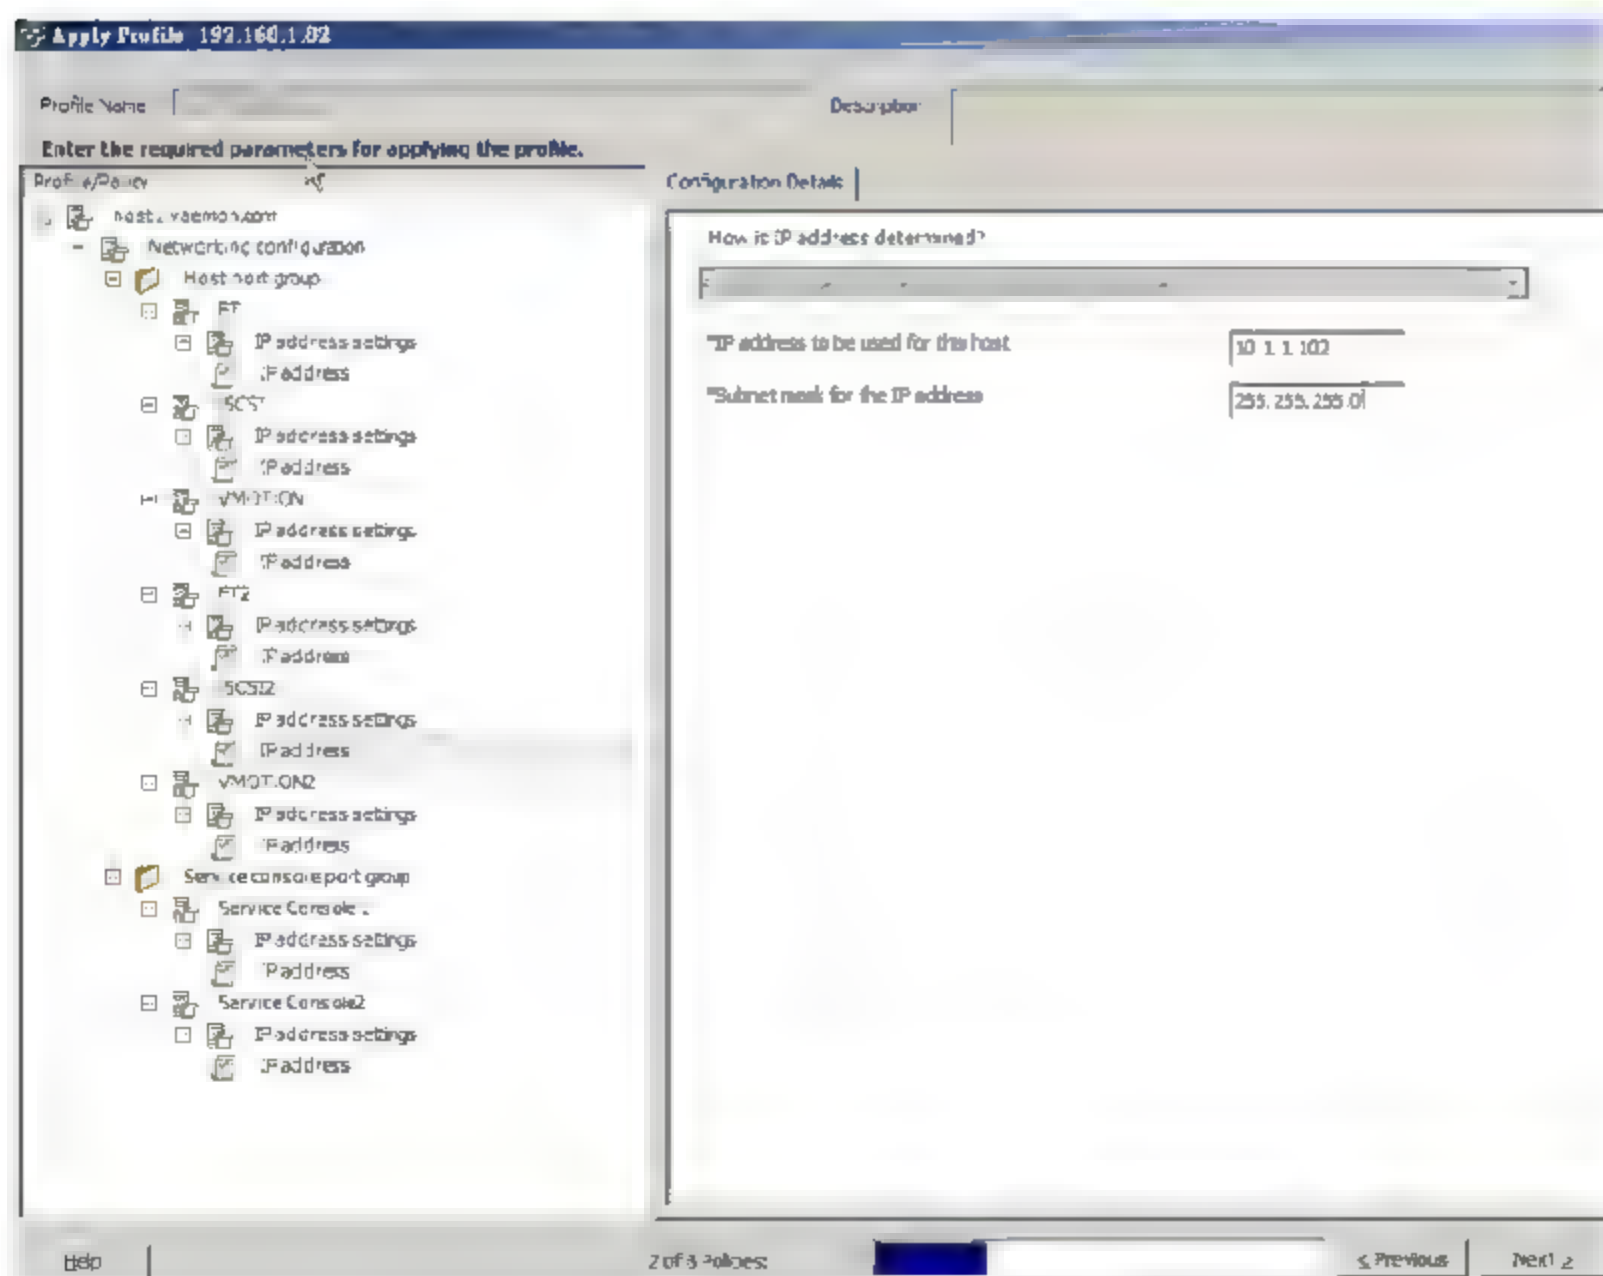 Apply Profile 192.160.1.02
Profile Name
Description
Enter the required parameters for applying the profile.
Profile/Policy
Configuration Details
Networking configuration
Host port group
FT
IP address settings
IP address
IP address settings
IP address
VMOTION
IP address settings
IP address
FT2
IP address settings
IP address
ISCSI2
IP address settings
IP address
VMOTION2
IP address settings
IP address
Service console port group
Service Console
IP address settings
IP address
Service Console2
IP address settings
IP address
How is IP address determined?
*IP address to be used for this host
10.1.1.102
*Subnet mask for the IP address
255.255.255.0
Help
2 of 8 Policies:
< Previous
Next >